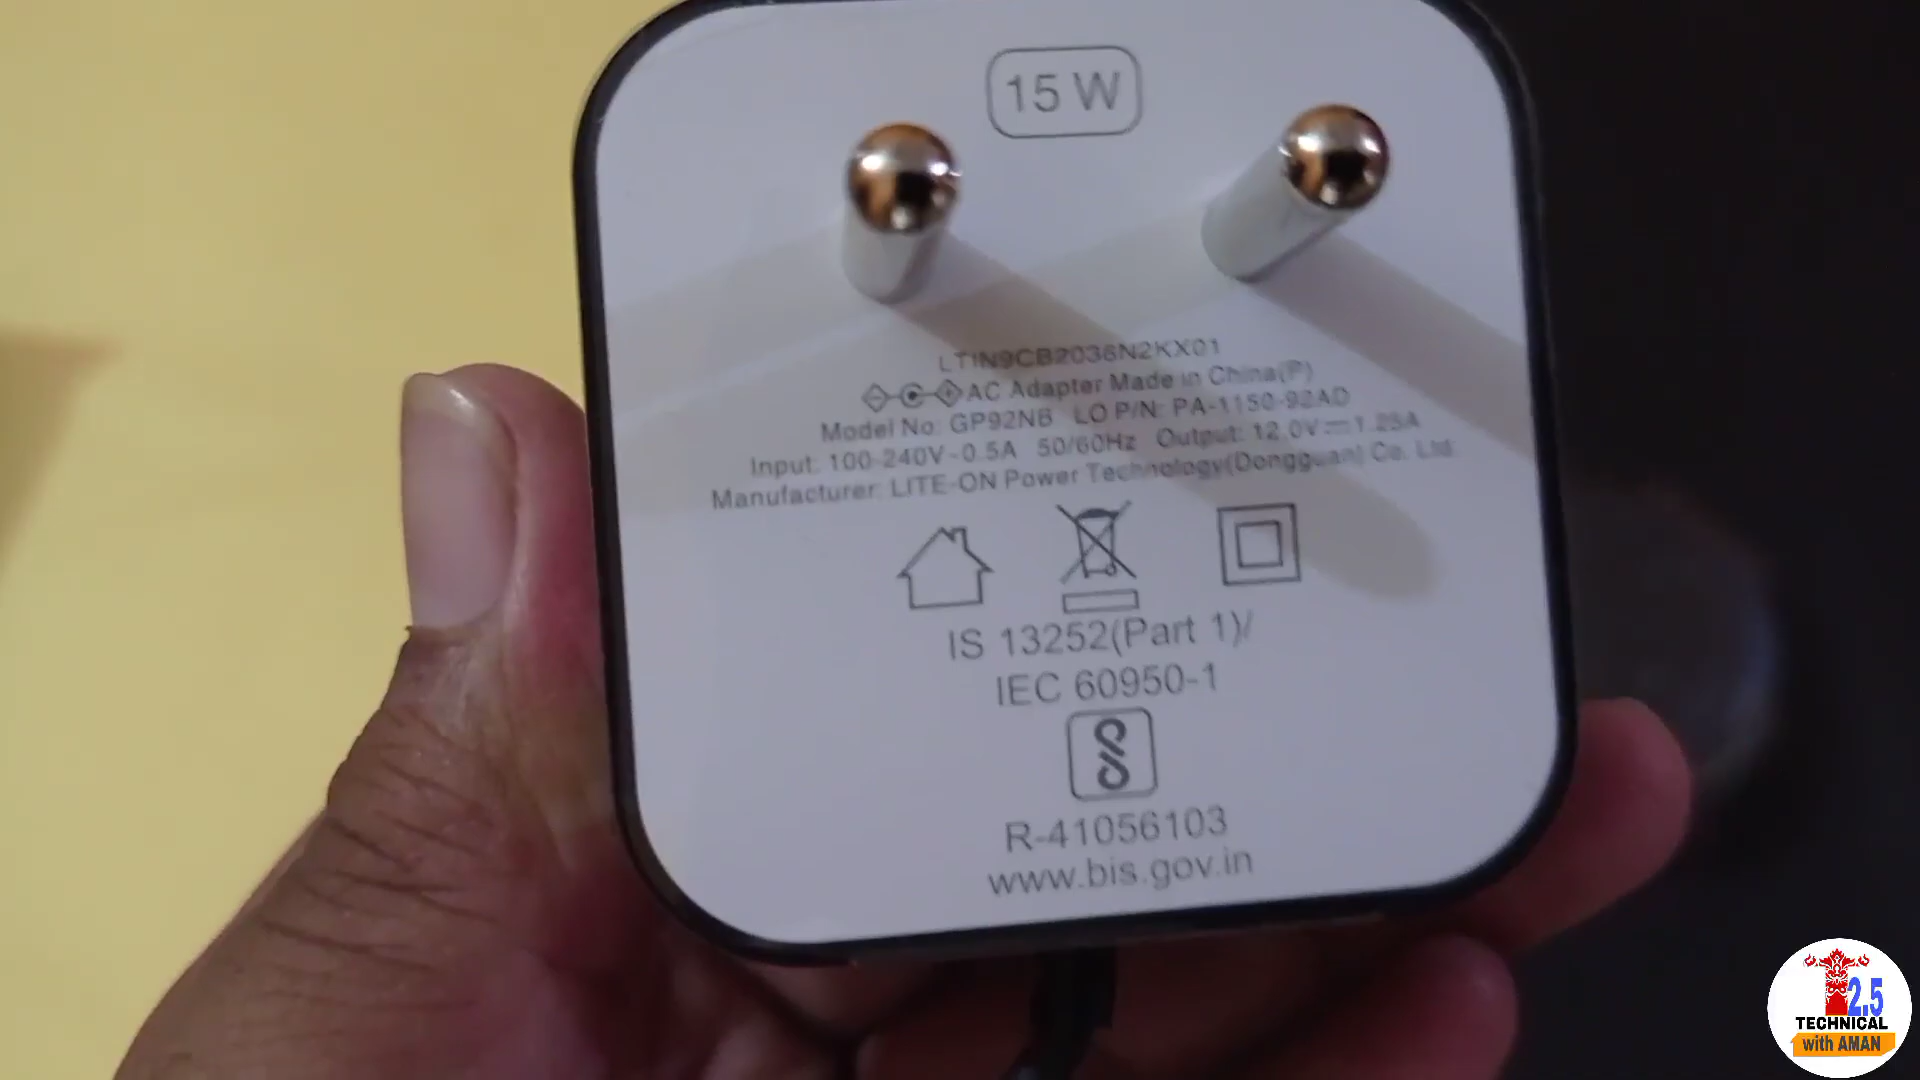 15 W
LTIN9CB2036N2KX01
AC Adapter Made in China(P)
Model No: GP92NB LO P/N: PA-1150-92AD
Input: 100-240V~0.5A 50/60Hz Output: 12.0V⎓1.25A
Manufacturer: LITE-ON Power Technology(Dongguan) Co. Ltd.
IS 13252(Part 1)/
IEC 60950-1
R-41056103
www.bis.gov.in
2.5
TECHNICAL
with AMAN